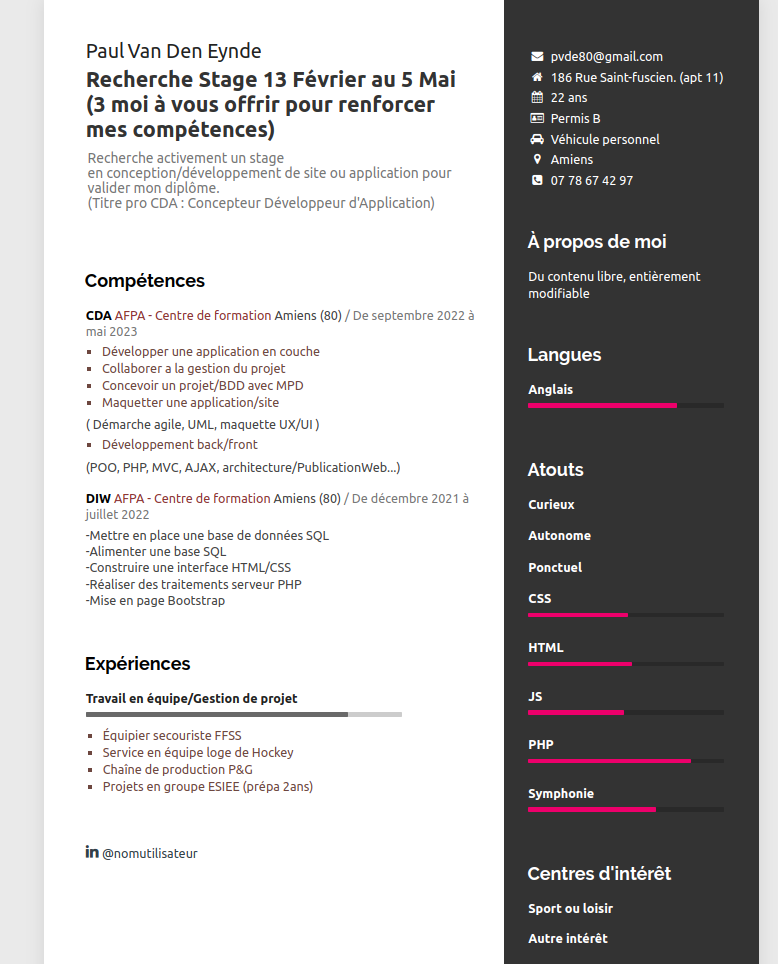 Paul Van Den Eynde
Recherche Stage 13 Février au 5 Mai
(3 moi à vous offrir pour renforcer
mes compétences)
Recherche activement un stage
en conception/développement de site ou application pour
valider mon diplôme.
(Titre pro CDA : Concepteur Développeur d'Application)
Compétences
CDA AFPA - Centre de formation Amiens (80) / De septembre 2022 à
mai 2023
▪ Développer une application en couche
▪ Collaborer a la gestion du projet
▪ Concevoir un projet/BDD avec MPD
▪ Maquetter une application/site
( Démarche agile, UML, maquette UX/UI )
▪ Développement back/front
(POO, PHP, MVC, AJAX, architecture/PublicationWeb...)
DIW AFPA - Centre de formation Amiens (80) / De décembre 2021 à
juillet 2022
-Mettre en place une base de données SQL
-Alimenter une base SQL
-Construire une interface HTML/CSS
-Réaliser des traitements serveur PHP
-Mise en page Bootstrap
Expériences
Travail en équipe/Gestion de projet
▪ Équipier secouriste FFSS
▪ Service en équipe loge de Hockey
▪ Chaîne de production P&G
▪ Projets en groupe ESIEE (prépa 2ans)
in @nomutilisateur
pvde80@gmail.com
186 Rue Saint-fuscien. (apt 11)
22 ans
Permis B
Véhicule personnel
Amiens
07 78 67 42 97
À propos de moi
Du contenu libre, entièrement
modifiable
Langues
Anglais
Atouts
Curieux
Autonome
Ponctuel
CSS
HTML
JS
PHP
Symphonie
Centres d'intérêt
Sport ou loisir
Autre intérêt